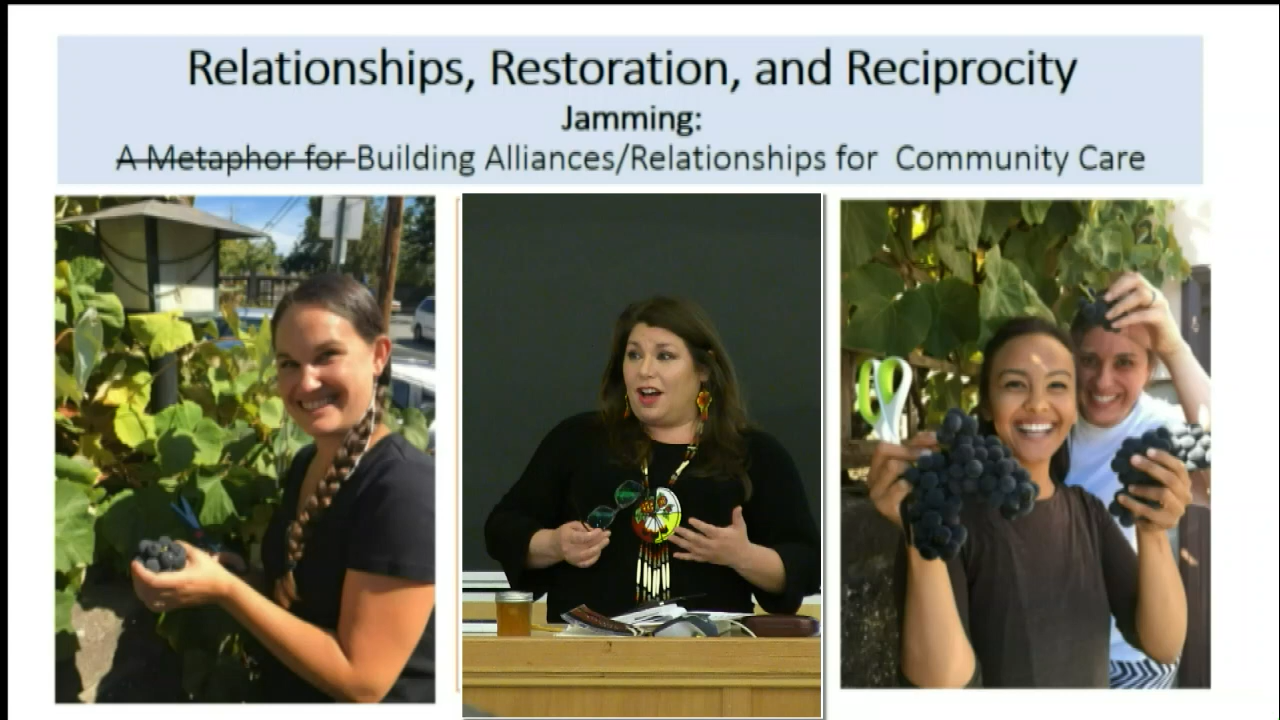 Relationships, Restoration, and Reciprocity
Jamming:
A Metaphor for Building Alliances/Relationships for Community Care